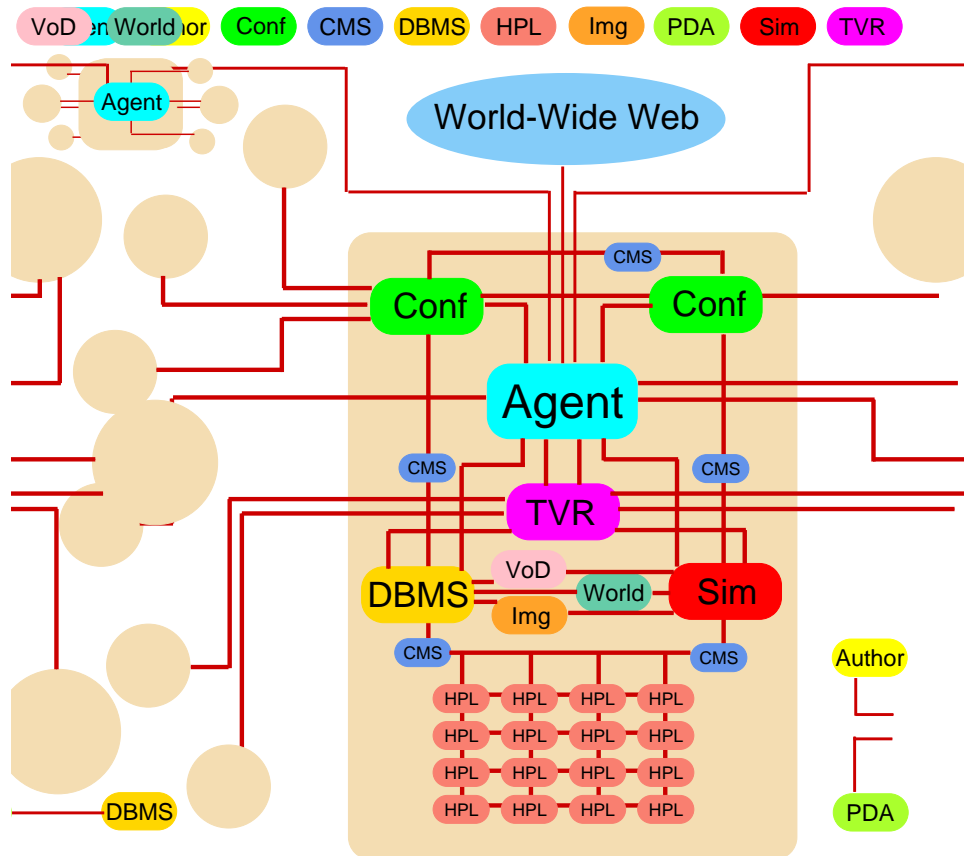 VoD
World
Conf
CMS
DBMS
HPL
Img
PDA
Sim
TVR
Agent
World-Wide Web
CMS
Conf
Conf
Agent
CMS
CMS
TVR
VoD
DBMS
World
Sim
Img
CMS
CMS
Author
HPL HPL HPL HPL
HPL HPL HPL HPL
HPL HPL HPL HPL
HPL HPL HPL HPL
DBMS
PDA